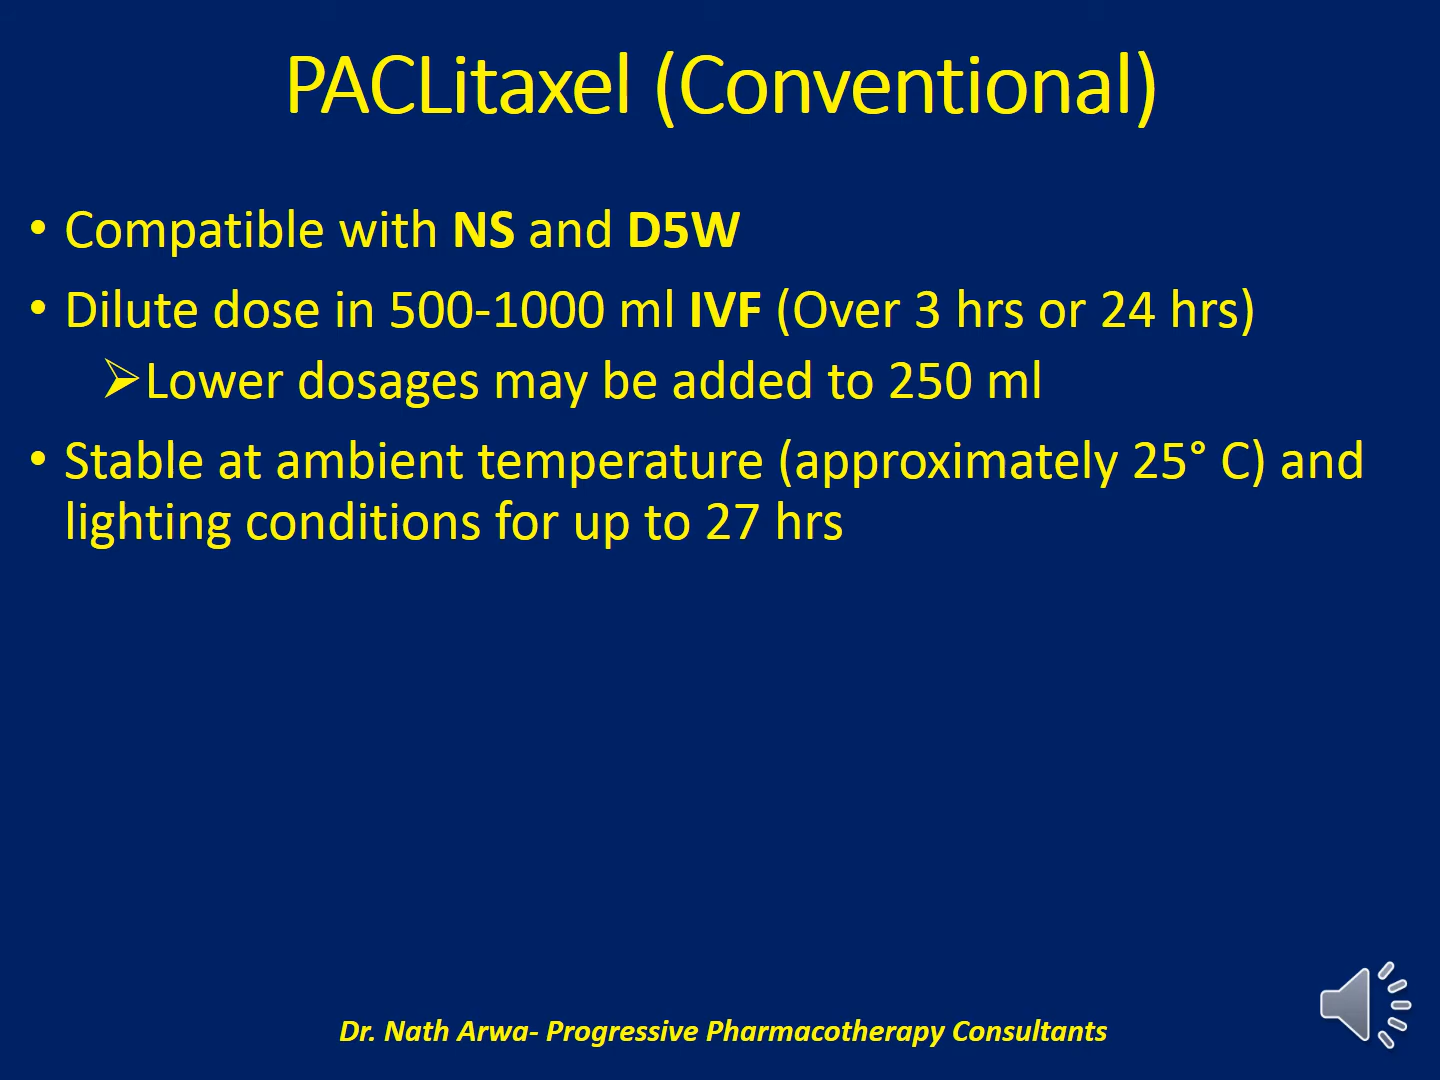 PACLitaxel (Conventional)
• Compatible with NS and D5W
• Dilute dose in 500-1000 ml IVF (Over 3 hrs or 24 hrs)
➢Lower dosages may be added to 250 ml
• Stable at ambient temperature (approximately 25° C) and
lighting conditions for up to 27 hrs
Dr. Nath Arwa- Progressive Pharmacotherapy Consultants